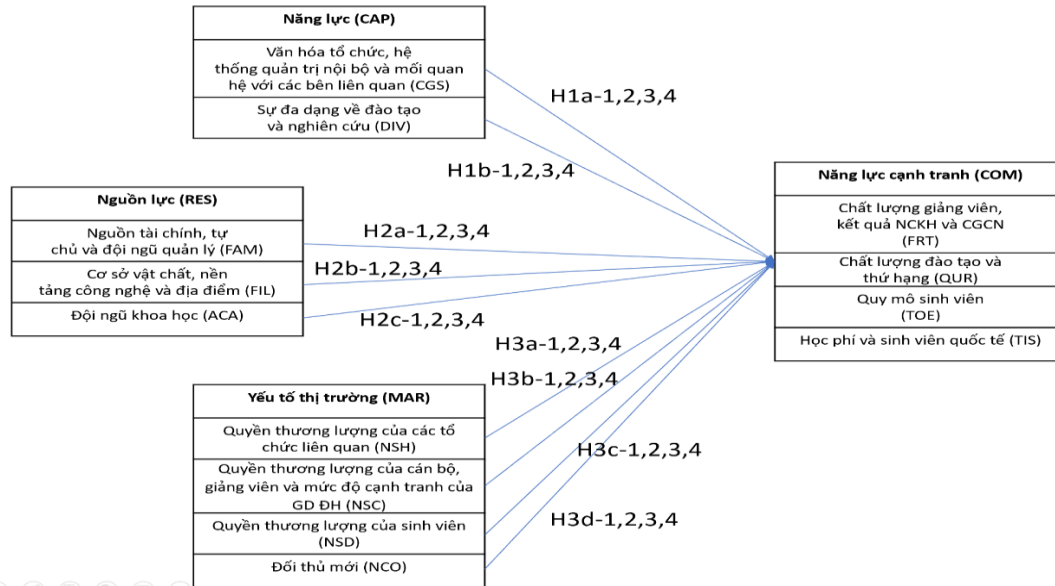 Năng lực (CAP)
Văn hóa tổ chức, hệ
thống quản trị nội bộ và mối quan
hệ với các bên liên quan (CGS)
Sự đa dạng về đào tạo
và nghiên cứu (DIV)
H1a-1,2,3,4
H1b-1,2,3,4
Nguồn lực (RES)
Nguồn tài chính, tự
chủ và đội ngũ quản lý (FAM)
Cơ sở vật chất, nền
tảng công nghệ và địa điểm (FIL)
Đội ngũ khoa học (ACA)
H2a-1,2,3,4
H2b-1,2,3,4
H2c-1,2,3,4
Yếu tố thị trường (MAR)
Quyền thương lượng của các tổ
chức liên quan (NSH)
Quyền thương lượng của cán bộ,
giảng viên và mức độ cạnh tranh của
GD ĐH (NSC)
Quyền thương lượng của sinh viên
(NSD)
Đối thủ mới (NCO)
H3a-1,2,3,4
H3b-1,2,3,4
H3c-1,2,3,4
H3d-1,2,3,4
Năng lực cạnh tranh (COM)
Chất lượng giảng viên,
kết quả NCKH và CGCN
(FRT)
Chất lượng đào tạo và
thứ hạng (QUR)
Quy mô sinh viên
(TOE)
Học phí và sinh viên quốc tế (TIS)